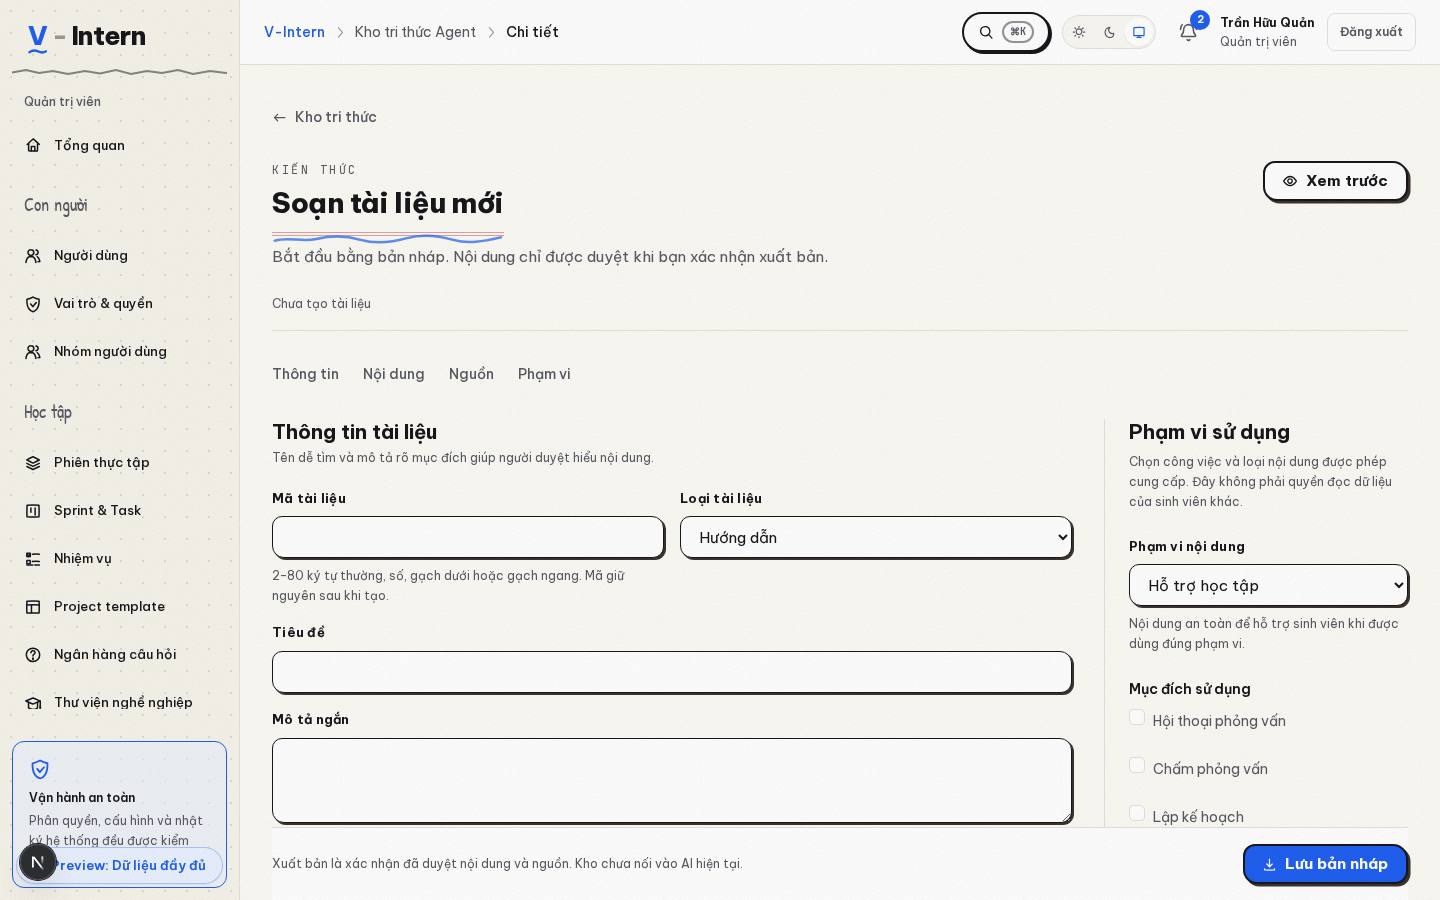 V - Intern
Quản trị viên
Tổng quan
Con người
Người dùng
Vai trò & quyền
Nhóm người dùng
Học tập
Phiên thực tập
Sprint & Task
Nhiệm vụ
Project template
Ngân hàng câu hỏi
Thư viện nghề nghiệp
Vận hành an toàn
Phân quyền, cấu hình và nhật
ký hệ thống đều được kiểm
N
Preview: Dữ liệu đầy đủ
V-Intern
Kho tri thức Agent
Chi tiết
⌘K
2
Trần Hữu Quản
Quản trị viên
Đăng xuất
← Kho tri thức
KIẾN THỨC
Soạn tài liệu mới
Xem trước
Bắt đầu bằng bản nháp. Nội dung chỉ được duyệt khi bạn xác nhận xuất bản.
Chưa tạo tài liệu
Thông tin
Nội dung
Nguồn
Phạm vi
Thông tin tài liệu
Tên dễ tìm và mô tả rõ mục đích giúp người duyệt hiểu nội dung.
Mã tài liệu
2-80 ký tự thường, số, gạch dưới hoặc gạch ngang. Mã giữ
nguyên sau khi tạo.
Loại tài liệu
Hướng dẫn
Tiêu đề
Mô tả ngắn
Phạm vi sử dụng
Chọn công việc và loại nội dung được phép
cung cấp. Đây không phải quyền đọc dữ liệu
của sinh viên khác.
Phạm vi nội dung
Hỗ trợ học tập
Nội dung an toàn để hỗ trợ sinh viên khi được
dùng đúng phạm vi.
Mục đích sử dụng
Hội thoại phỏng vấn
Chấm phỏng vấn
Lập kế hoạch
Xuất bản là xác nhận đã duyệt nội dung và nguồn. Kho chưa nối vào AI hiện tại.
Lưu bản nháp